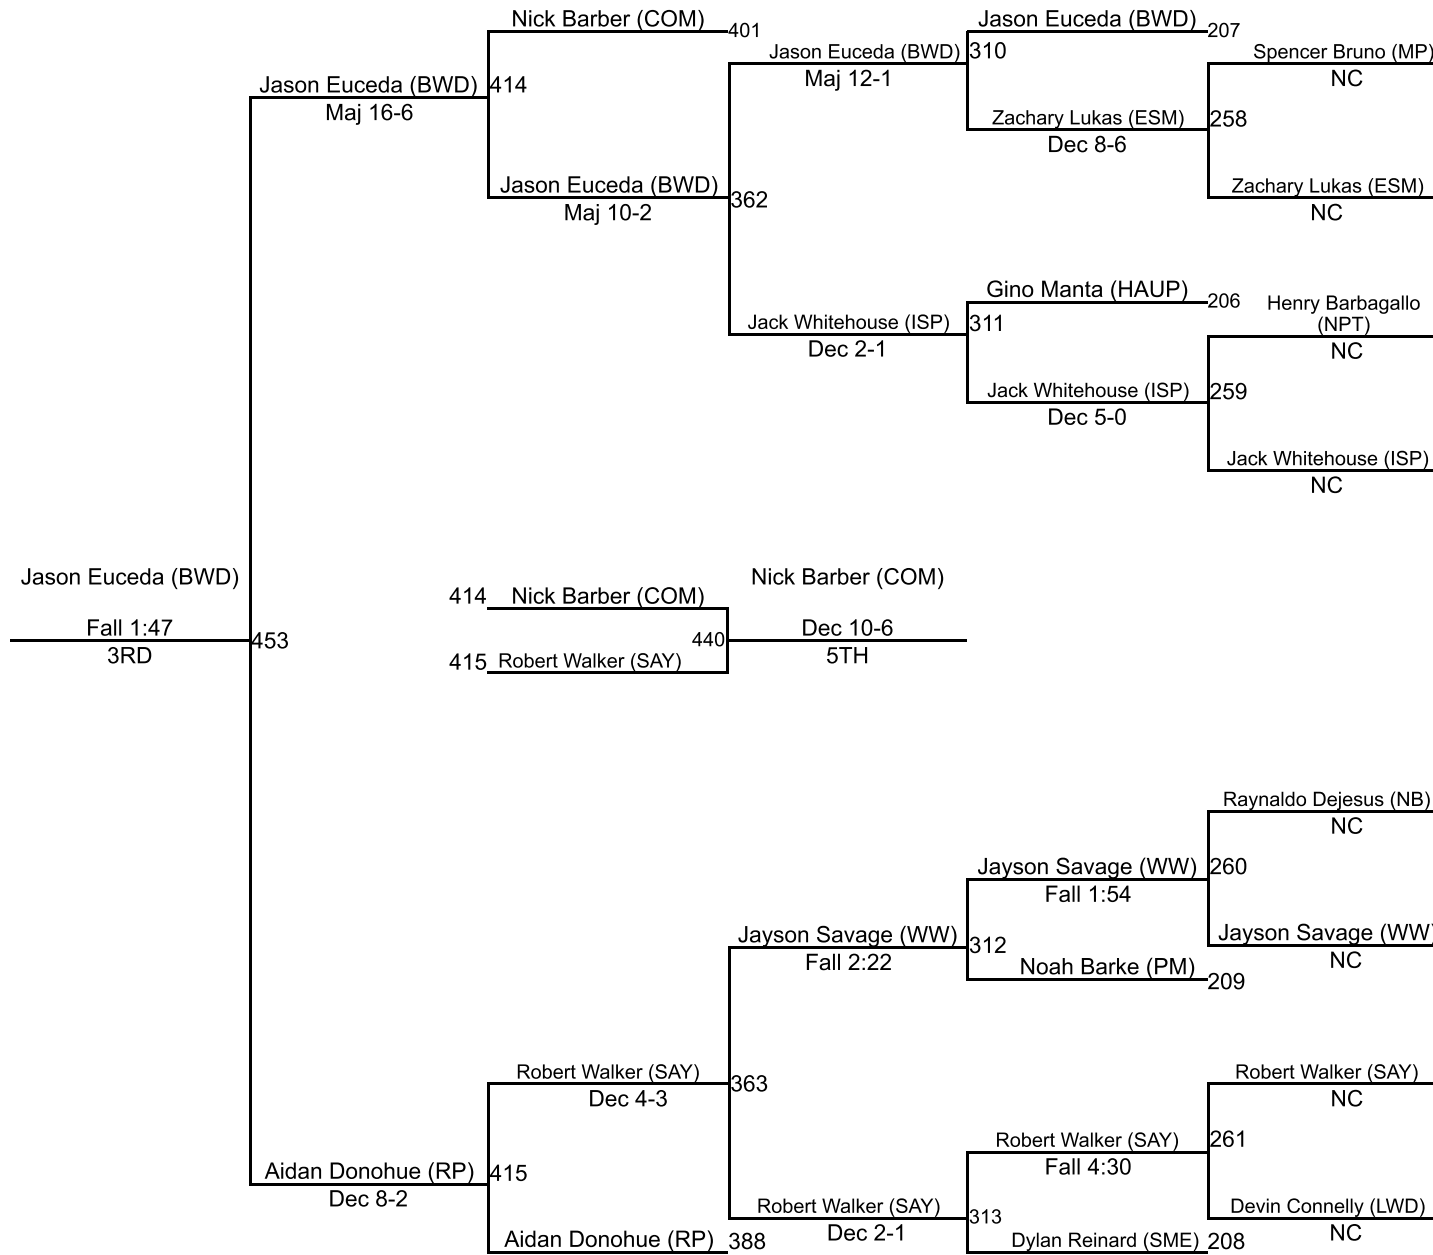 Nick Barber (COM)
401
Jason Euceda (BWD)
207
Jason Euceda (BWD)
Maj 12-1
310
Spencer Bruno (MP)
NC
Jason Euceda (BWD)
Maj 16-6
414
Zachary Lukas (ESM)
Dec 8-6
258
Jason Euceda (BWD)
Maj 10-2
362
Zachary Lukas (ESM)
NC
Gino Manta (HAUP)
206
Henry Barbagallo
(NPT)
NC
Jack Whitehouse (ISP)
Dec 2-1
311
Jack Whitehouse (ISP)
Dec 5-0
259
Jack Whitehouse (ISP)
NC
Jason Euceda (BWD)
Fall 1:47
3RD
453
414
Nick Barber (COM)
415
Robert Walker (SAY)
440
Nick Barber (COM)
Dec 10-6
5TH
Raynaldo Dejesus (NB)
NC
Jayson Savage (WW)
Fall 1:54
260
Jayson Savage (WW)
NC
Jayson Savage (WW)
Fall 2:22
312
Noah Barke (PM)
209
Robert Walker (SAY)
Dec 4-3
363
Robert Walker (SAY)
NC
Robert Walker (SAY)
Fall 4:30
261
Aidan Donohue (RP)
Dec 8-2
415
Robert Walker (SAY)
Dec 2-1
313
Devin Connelly (LWD)
NC
Aidan Donohue (RP)
388
Dylan Reinard (SME)
208